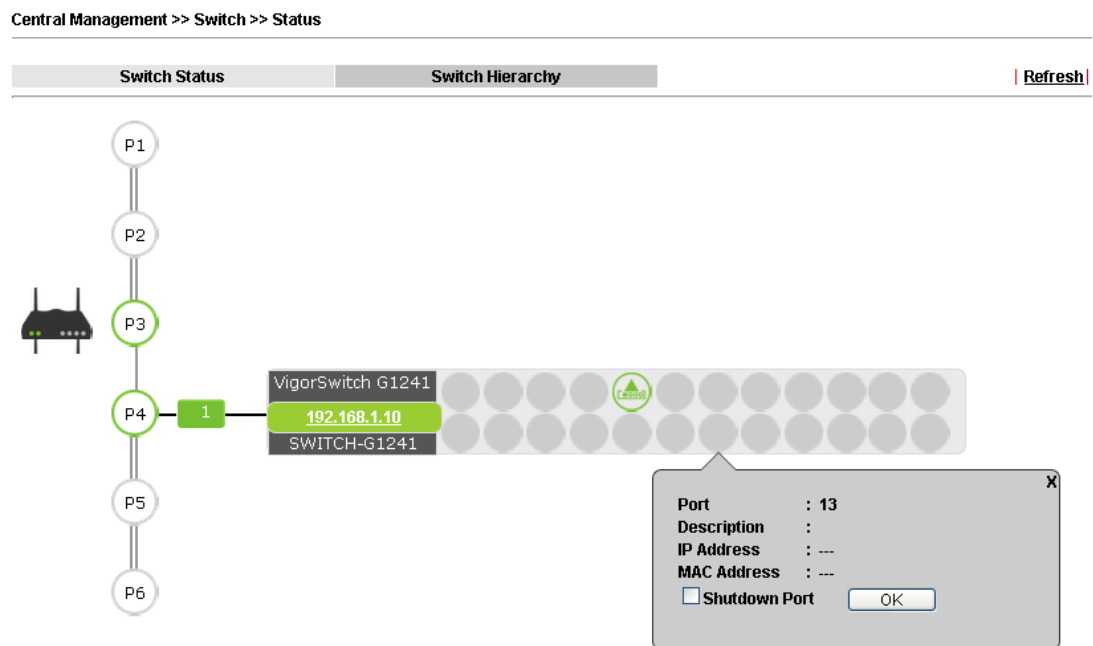 Central Management >> Switch >> Status
Switch Status
Switch Hierarchy
| Refresh |
P1
P2
P3
P4
1
VigorSwitch G1241
192.168.1.10
SWITCH-G1241
P5
P6
X
Port : 13
Description :
IP Address : ---
MAC Address : ---
Shutdown Port
OK